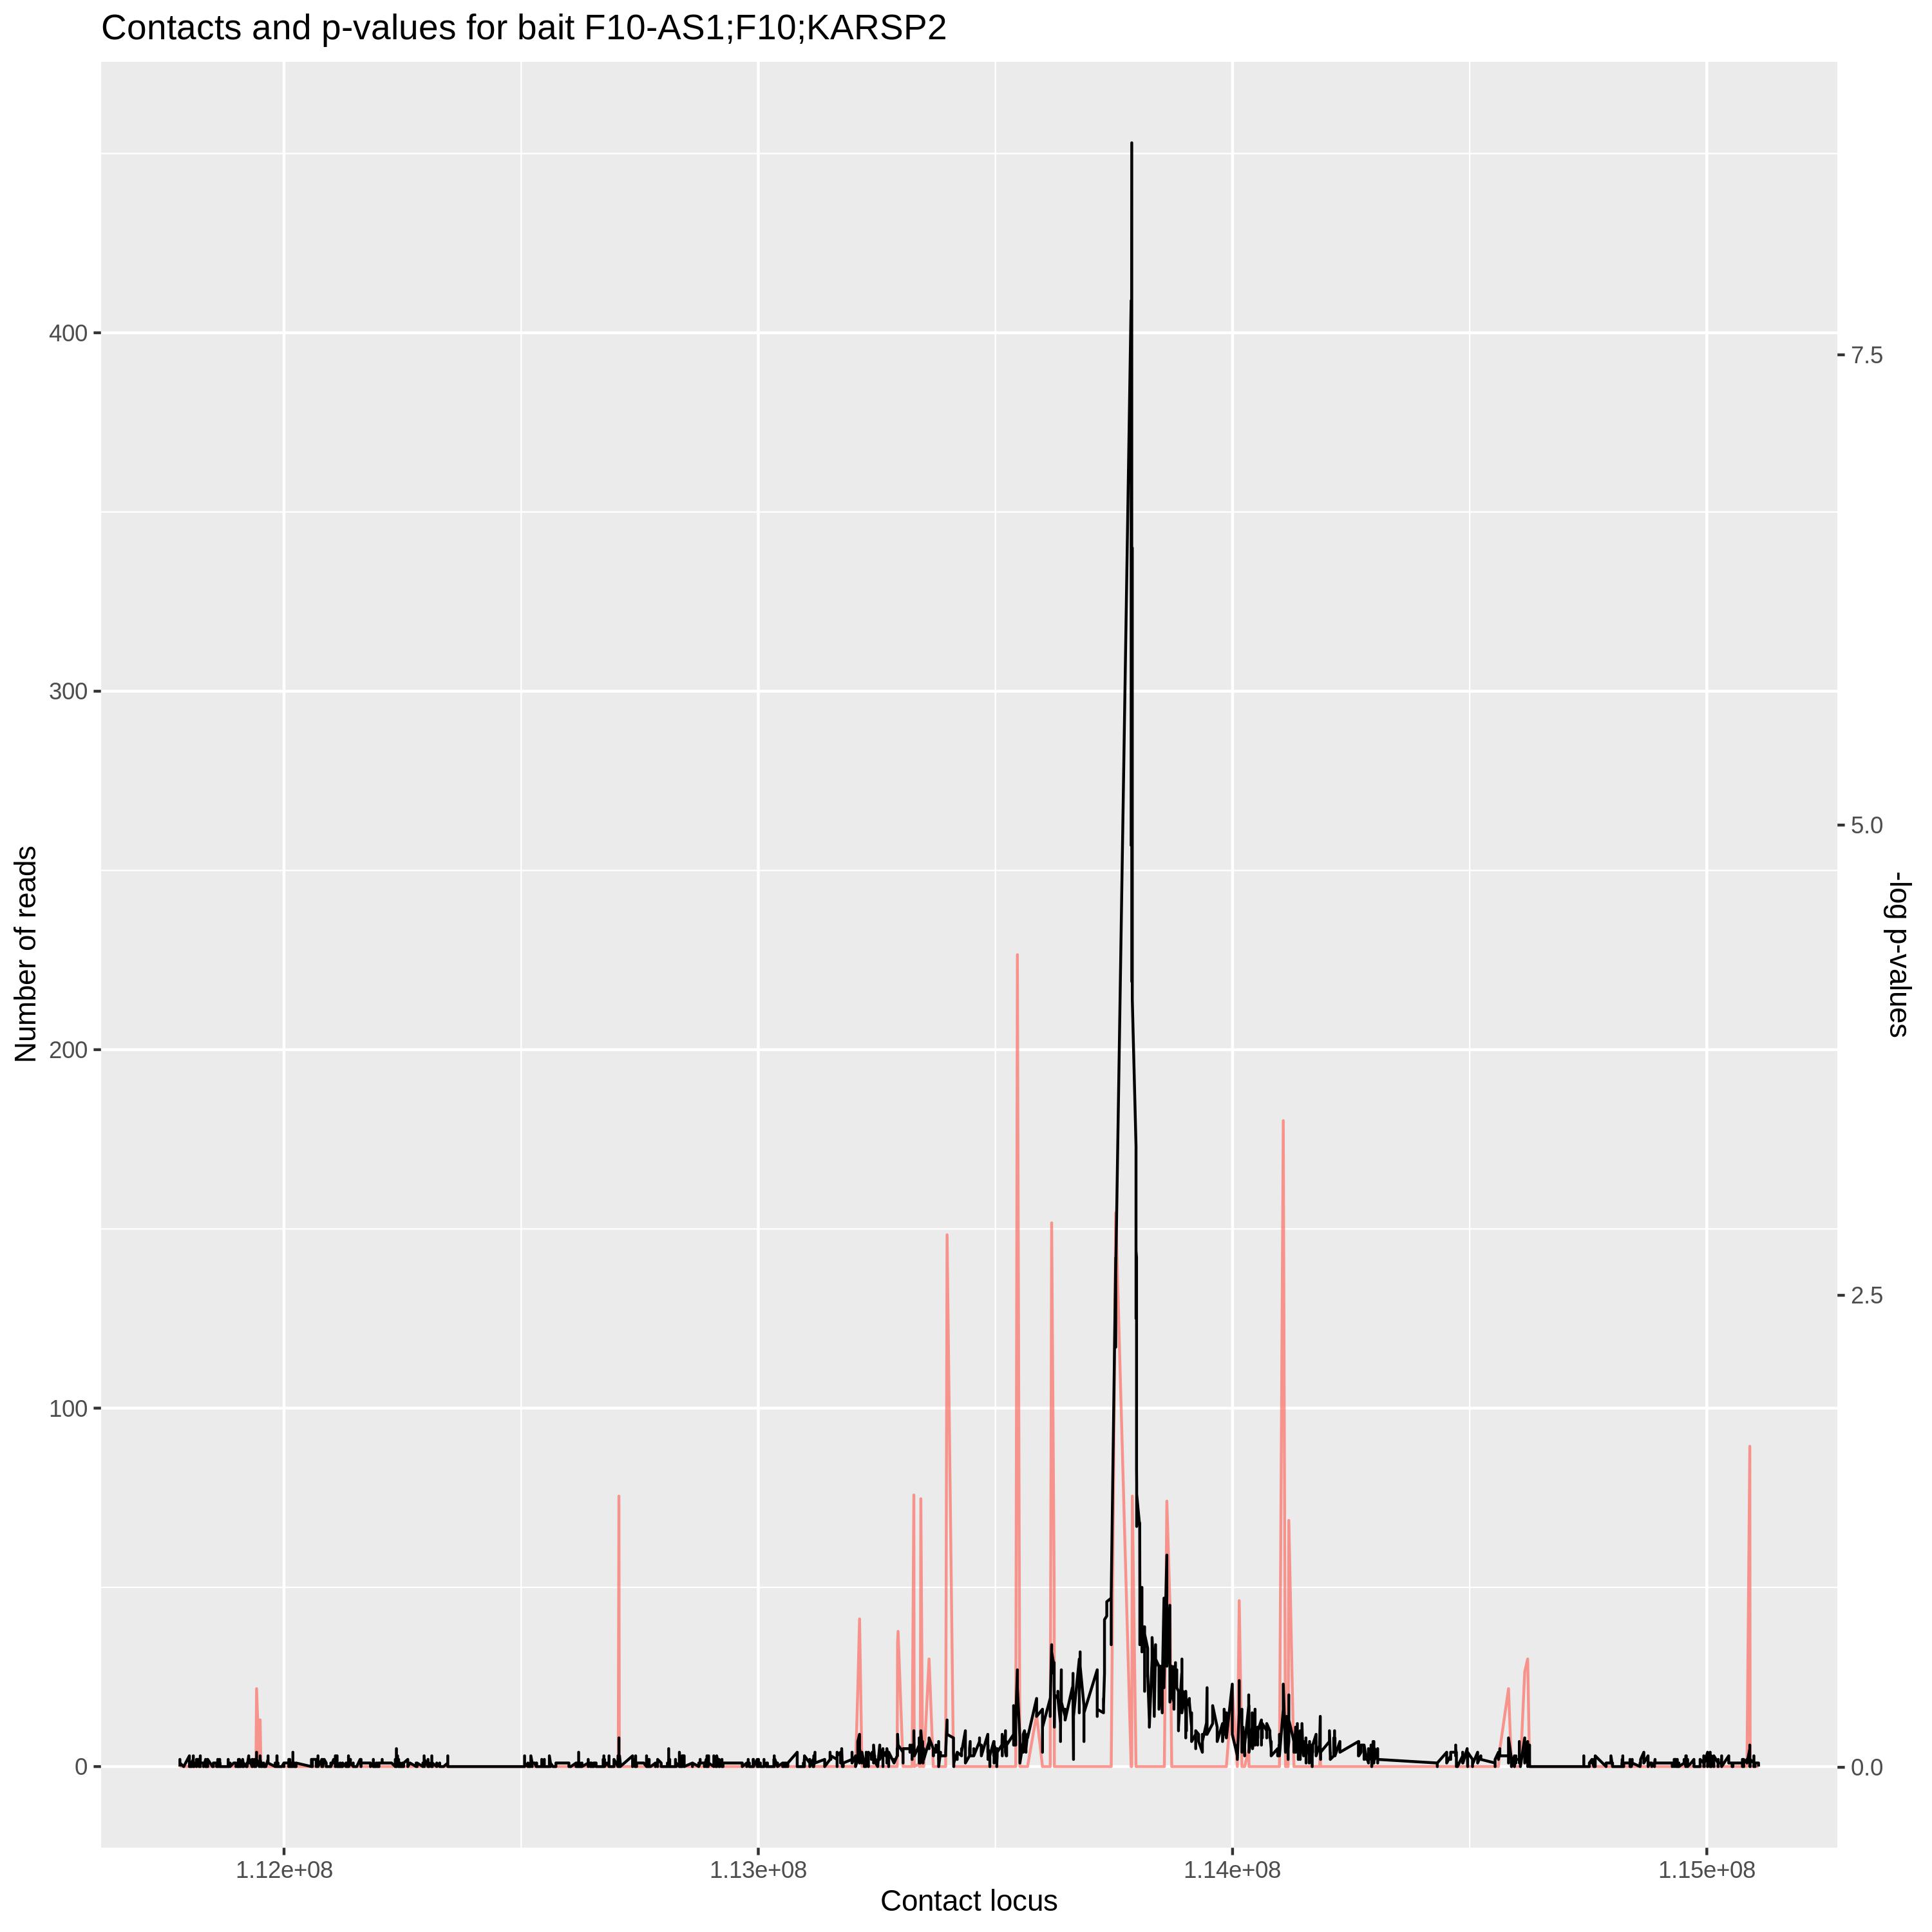 Contacts and p-values for bait F10-AS1;F10;KARSP2
400
300
200
100
0
Number of reads
7.5
5.0
2.5
0.0
-log p-values
1.12e+08
1.13e+08
1.14e+08
1.15e+08
Contact locus